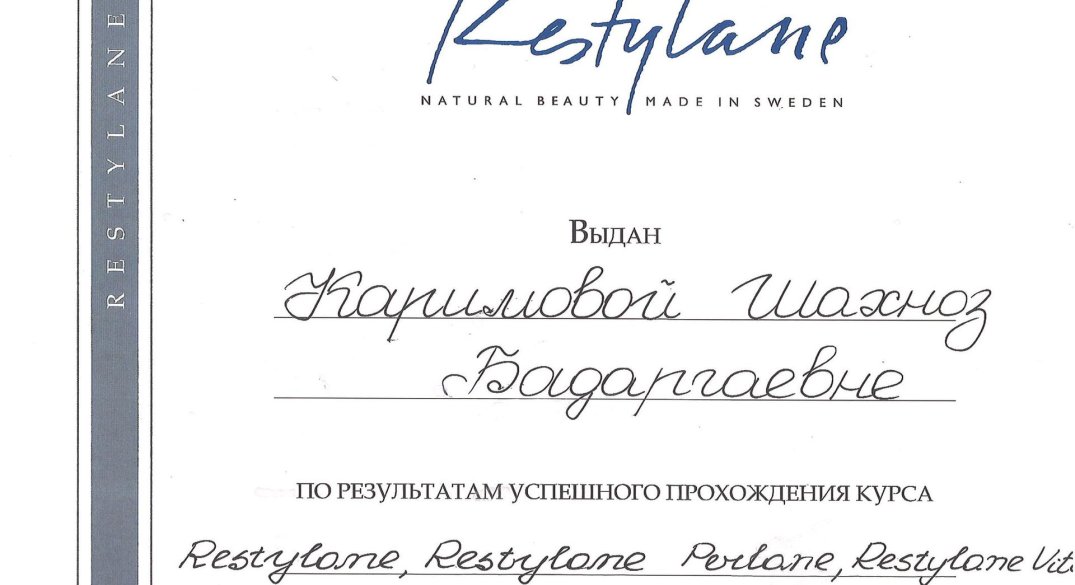 RESTYLANE
Restylane
NATURAL BEAUTY MADE IN SWEDEN
Выдан
Каримовой Шахноз
Бадаргаевне
ПО РЕЗУЛЬТАТАМ УСПЕШНОГО ПРОХОЖДЕНИЯ КУРСА
Restylane, Restylane Perlane, Restylane Vita